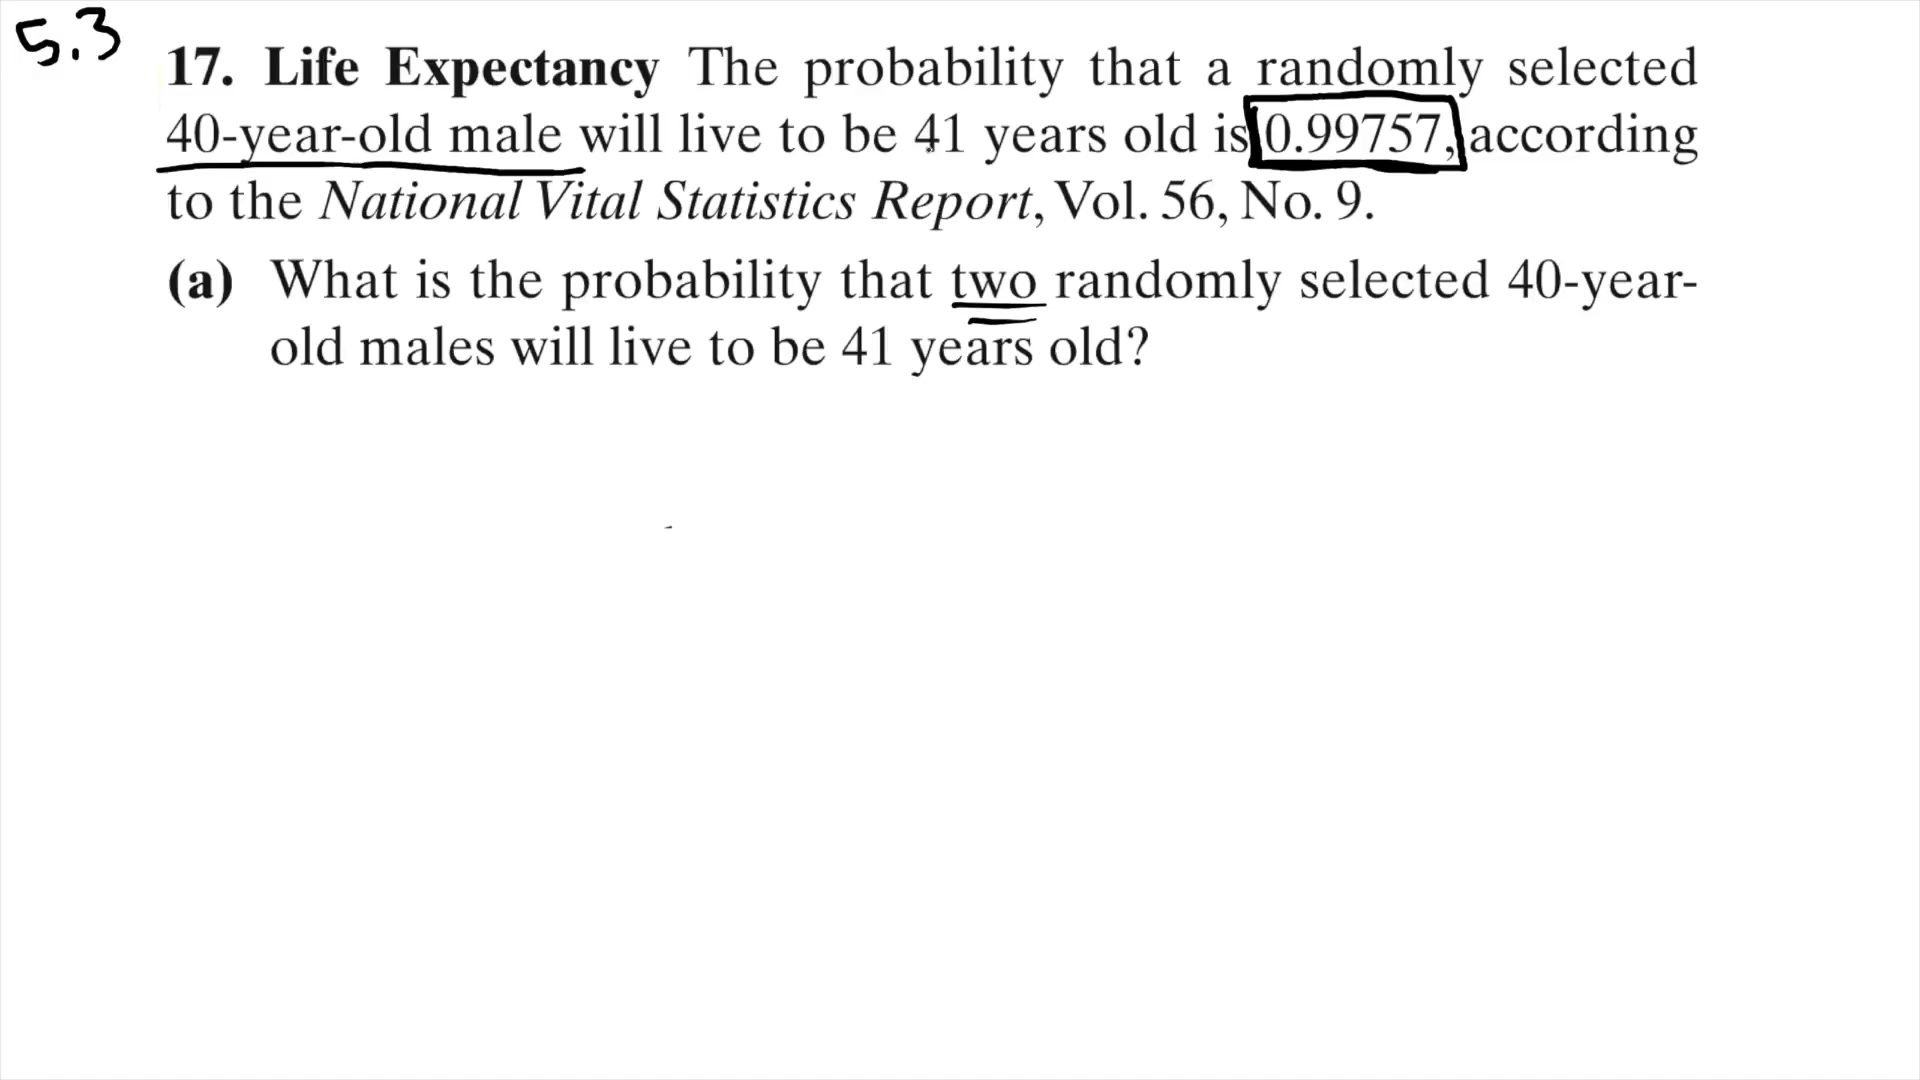 5.3
17. Life Expectancy The probability that a randomly selected
40-year-old male will live to be 41 years old is 0.99757, according
to the National Vital Statistics Report, Vol. 56, No. 9.
(a) What is the probability that two randomly selected 40-year-
old males will live to be 41 years old?